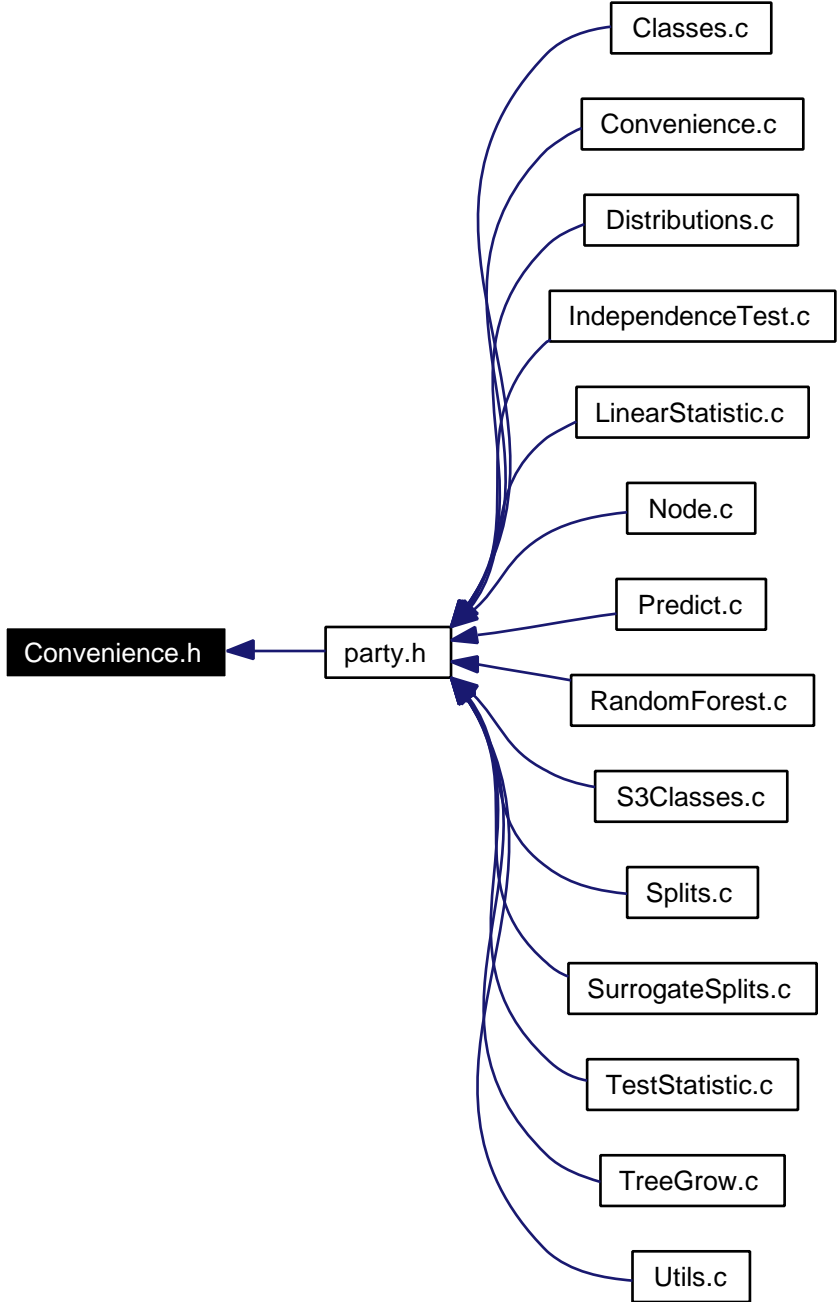 Classes.c
Convenience.c
Distributions.c
IndependenceTest.c
LinearStatistic.c
Node.c
Predict.c
Convenience.h
party.h
RandomForest.c
S3Classes.c
Splits.c
SurrogateSplits.c
TestStatistic.c
TreeGrow.c
Utils.c